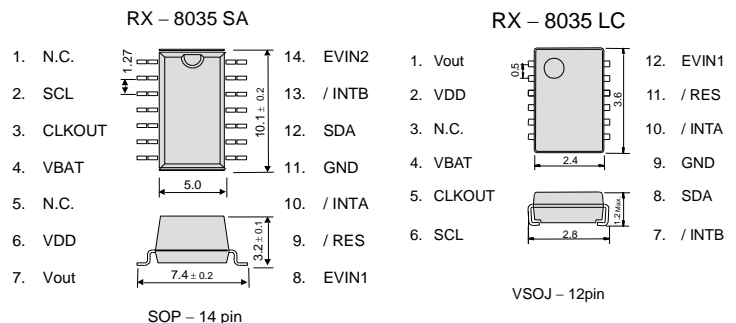 RX – 8035 SA
1. N.C.
2. SCL
3. CLKOUT
4. VBAT
5. N.C.
6. VDD
7. Vout
1.27
10.1 ± 0.2
5.0
3.2 ± 0.1
7.4 ± 0.2
14. EVIN2
13. / INTB
12. SDA
11. GND
10. / INTA
9. / RES
8. EVIN1
SOP – 14 pin
RX – 8035 LC
1. Vout
2. VDD
3. N.C.
4. VBAT
5. CLKOUT
6. SCL
0.5
3.6
2.4
1.2 Max.
2.8
12. EVIN1
11. / RES
10. / INTA
9. GND
8. SDA
7. / INTB
VSOJ – 12pin